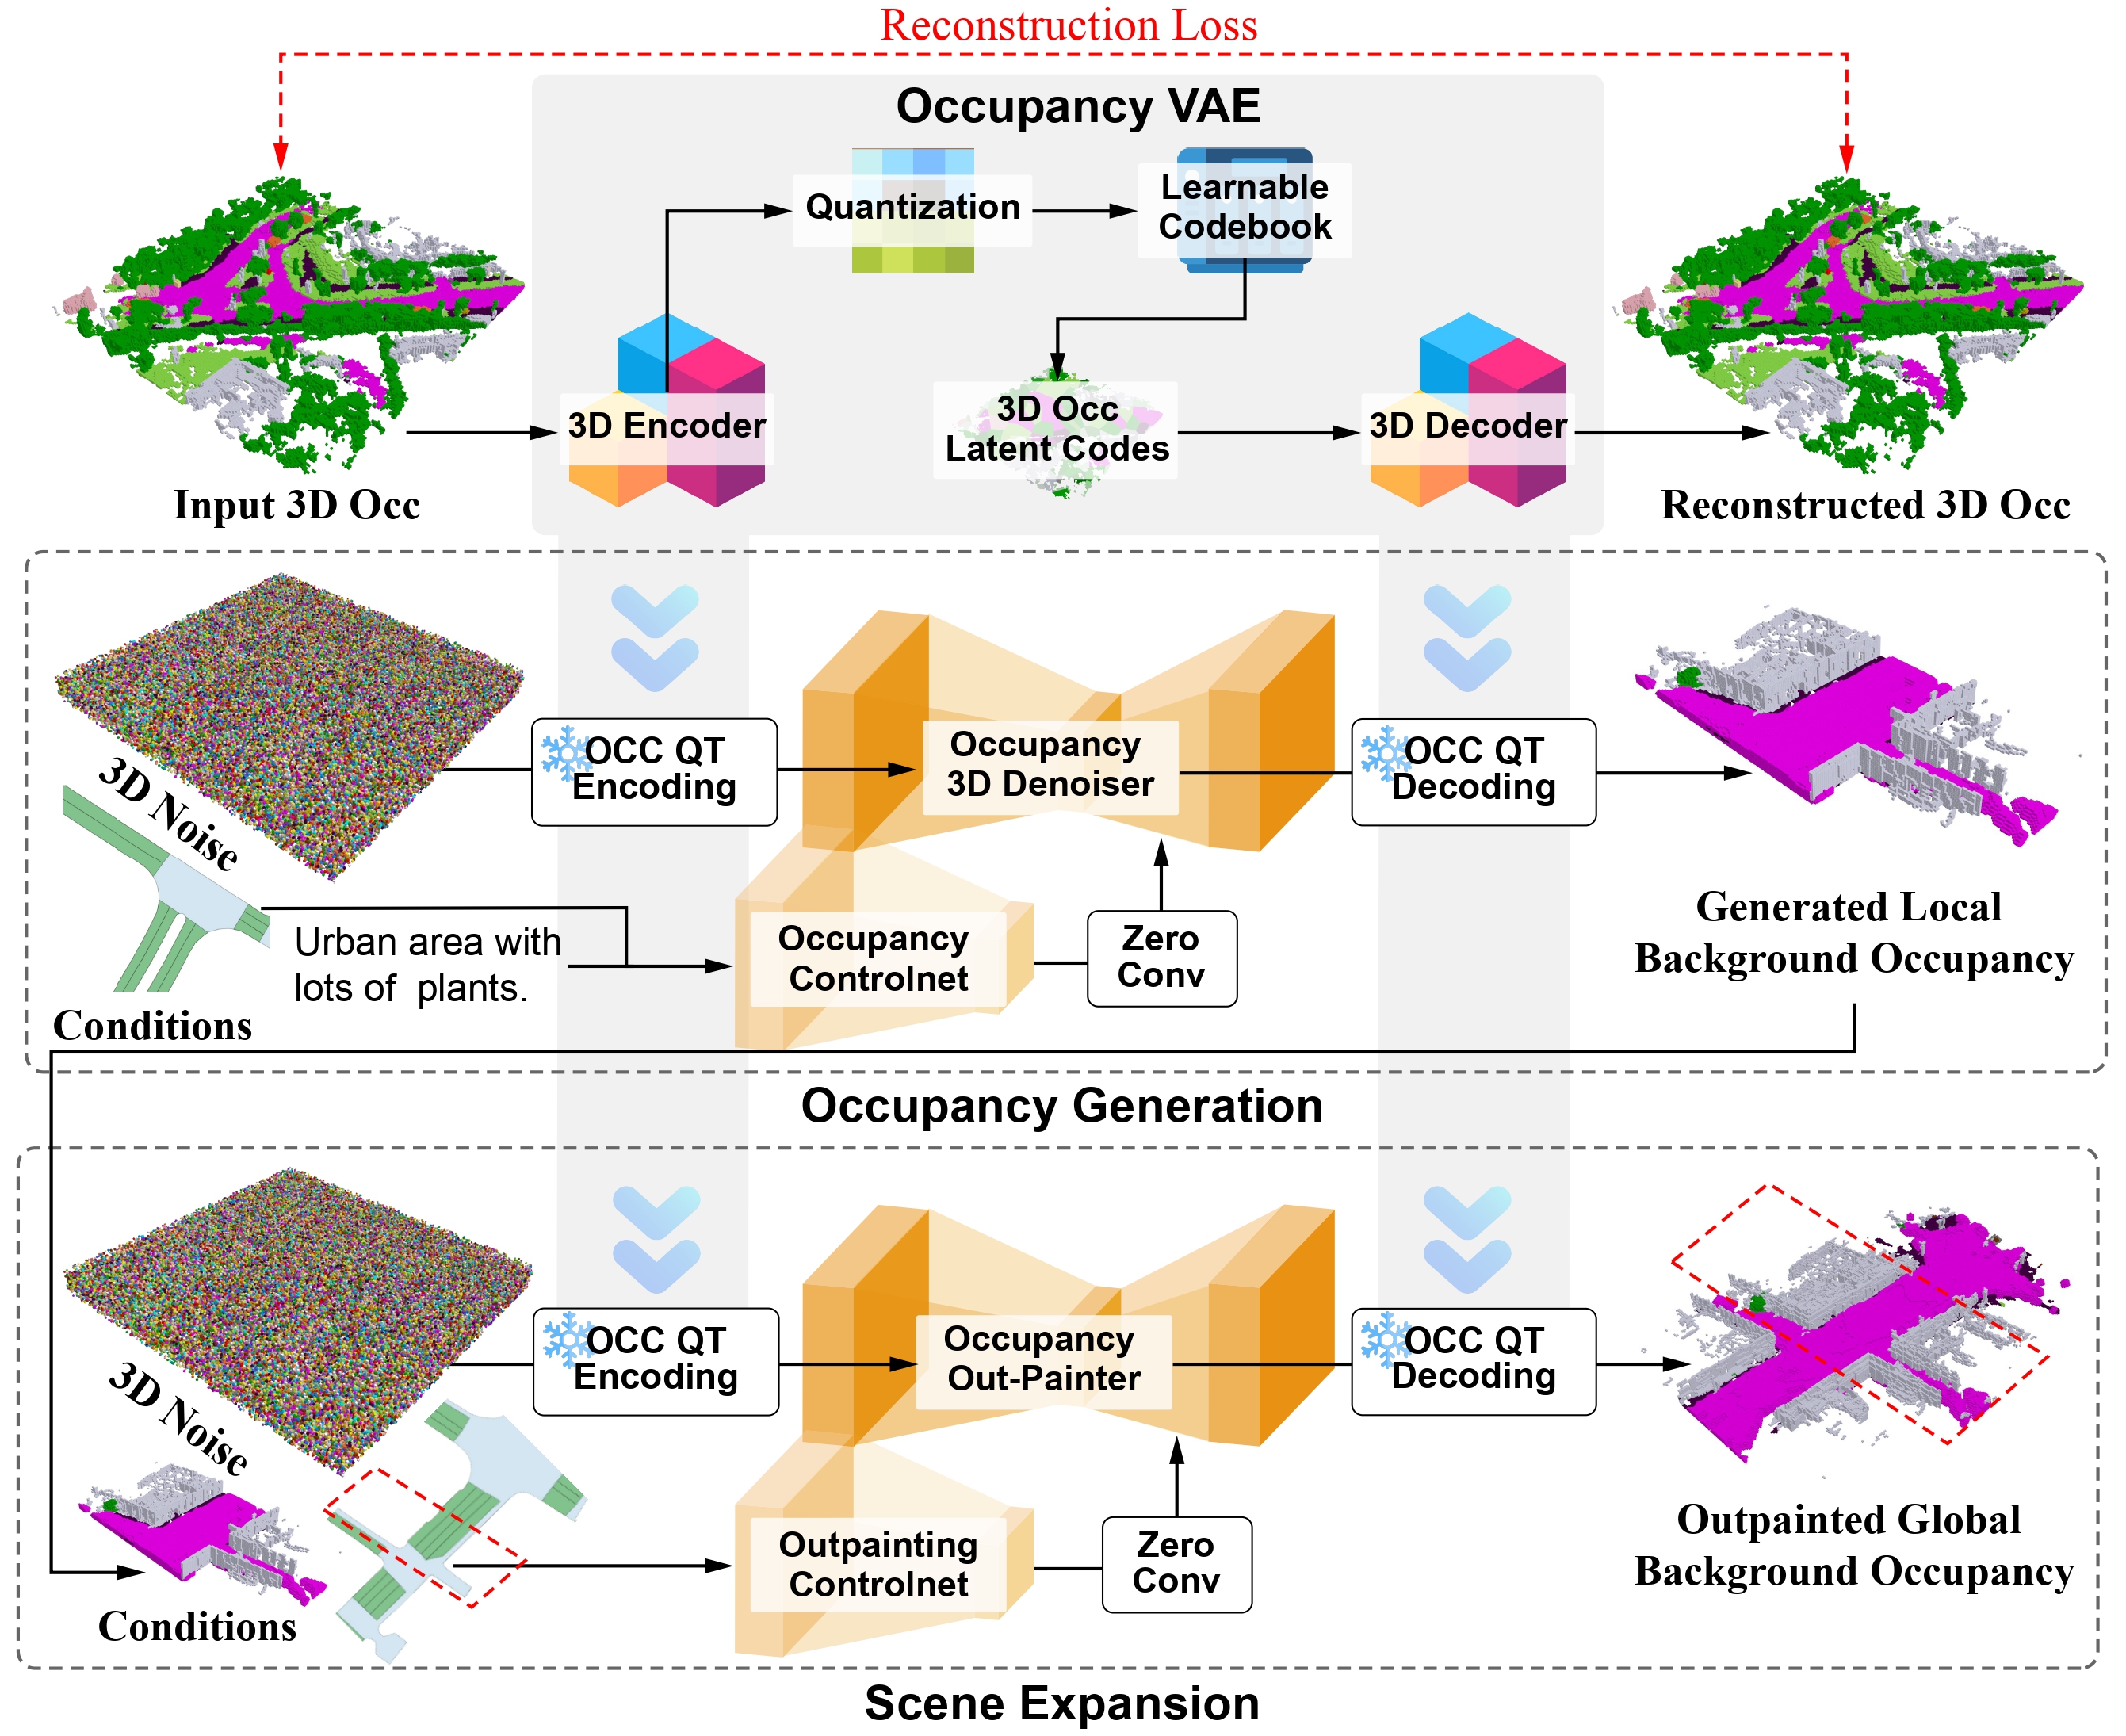 Reconstruction Loss
Occupancy VAE
Quantization
Learnable
Codebook
3D Encoder
3D Occ
Latent Codes
3D Decoder
Input 3D Occ
Reconstructed 3D Occ
3D Noise
OCC QT
Encoding
Occupancy
3D Denoiser
OCC QT
Decoding
Urban area with
lots of plants.
Conditions
Occupancy
Controlnet
Zero
Conv
Generated Local
Background Occupancy
Occupancy Generation
3D Noise
OCC QT
Encoding
Occupancy
Out-Painter
OCC QT
Decoding
Conditions
Outpainting
Controlnet
Zero
Conv
Outpainted Global
Background Occupancy
Scene Expansion